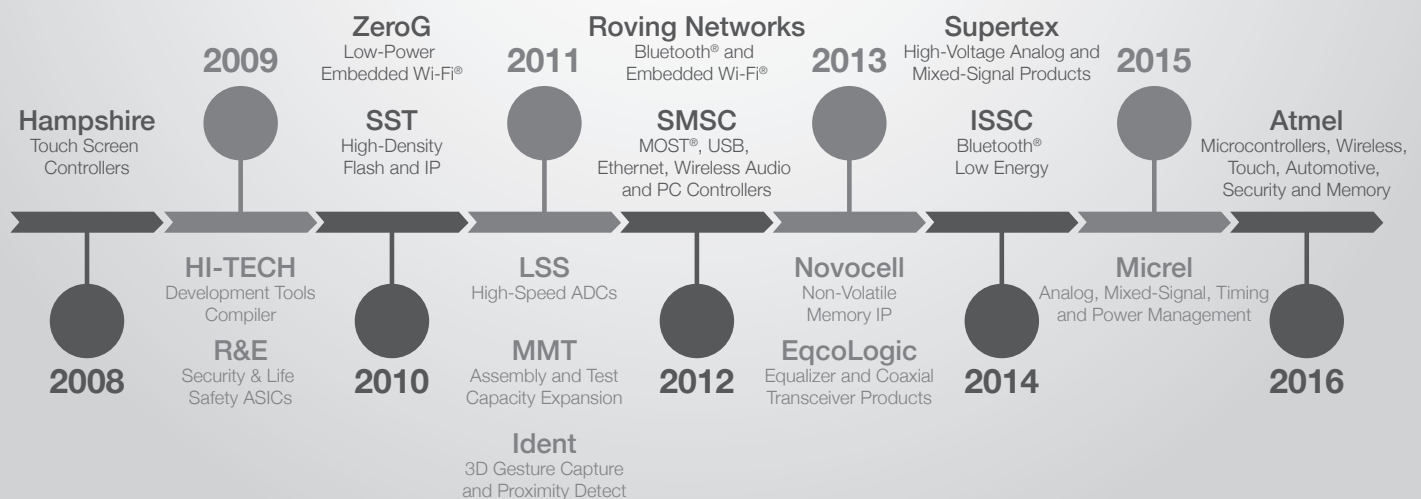 Hampshire
Touch Screen
Controllers
2008
2009
HI-TECH
Development Tools
Compiler
R&E
Security & Life
Safety ASICs
ZeroG
Low-Power
Embedded Wi-Fi®
SST
High-Density
Flash and IP
2010
2011
LSS
High-Speed ADCs
MMT
Assembly and Test
Capacity Expansion
Ident
3D Gesture Capture
and Proximity Detect
Roving Networks
Bluetooth® and
Embedded Wi-Fi®
SMSC
MOST®, USB,
Ethernet, Wireless Audio
and PC Controllers
2012
2013
Novocell
Non-Volatile
Memory IP
EqcoLogic
Equalizer and Coaxial
Transceiver Products
Supertex
High-Voltage Analog and
Mixed-Signal Products
ISSC
Bluetooth®
Low Energy
2014
2015
Micrel
Analog, Mixed-Signal, Timing
and Power Management
Atmel
Microcontrollers, Wireless,
Touch, Automotive,
Security and Memory
2016